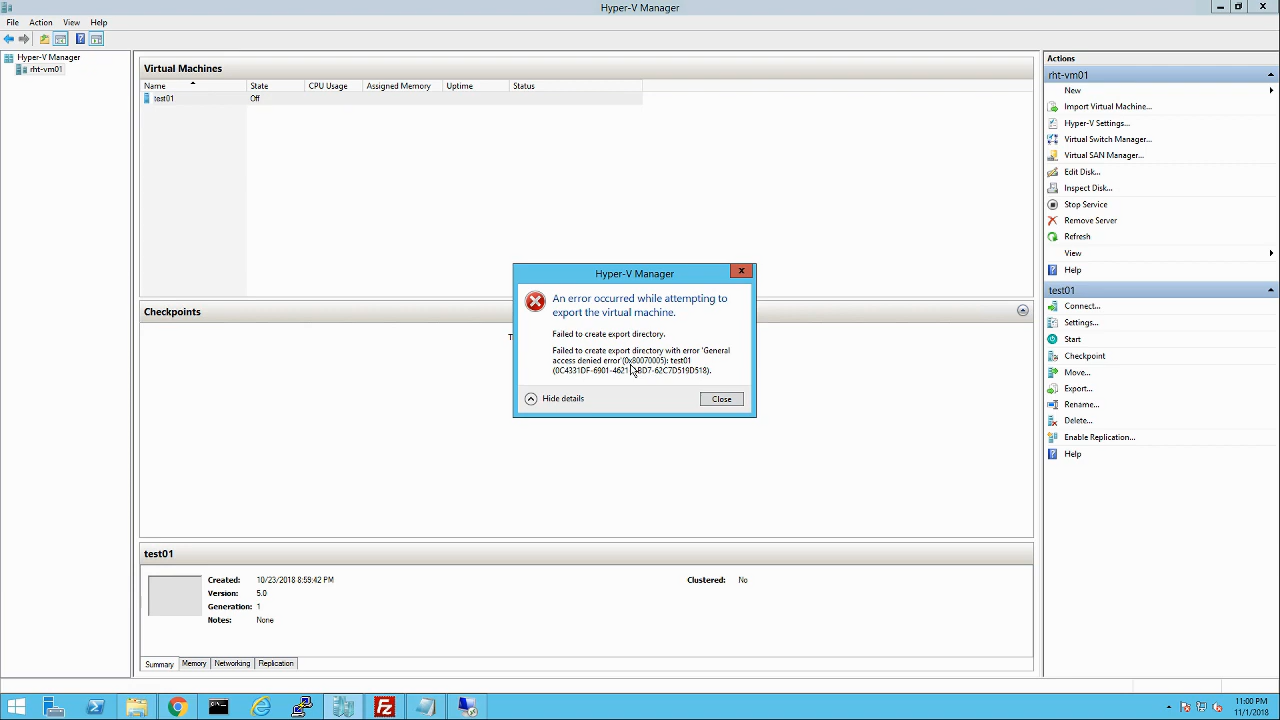 Hyper-V Manager
File Action View Help
Hyper-V Manager
rht-vm01
Virtual Machines
Name State CPU Usage Assigned Memory Uptime Status
test01 Off
Checkpoints
T
Hyper-V Manager
x
An error occurred while attempting to
export the virtual machine.
Failed to create export directory.
Failed to create export directory with error 'General
access denied error'(0x80070005): test01
(0C4331DF-6901-4621- BD7-62C7D519D518).
Hide details Close
test01
Created: 10/23/2018 8:59:42 PM Clustered: No
Version: 5.0
Generation: 1
Notes: None
Summary Memory Networking Replication
Actions
rht-vm01
New
Import Virtual Machine...
Hyper-V Settings...
Virtual Switch Manager...
Virtual SAN Manager...
Edit Disk...
Inspect Disk...
Stop Service
Remove Server
Refresh
View
Help
test01
Connect...
Settings...
Start
Checkpoint
Move...
Export...
Rename...
Delete...
Enable Replication...
Help
11:00 PM
11/1/2018